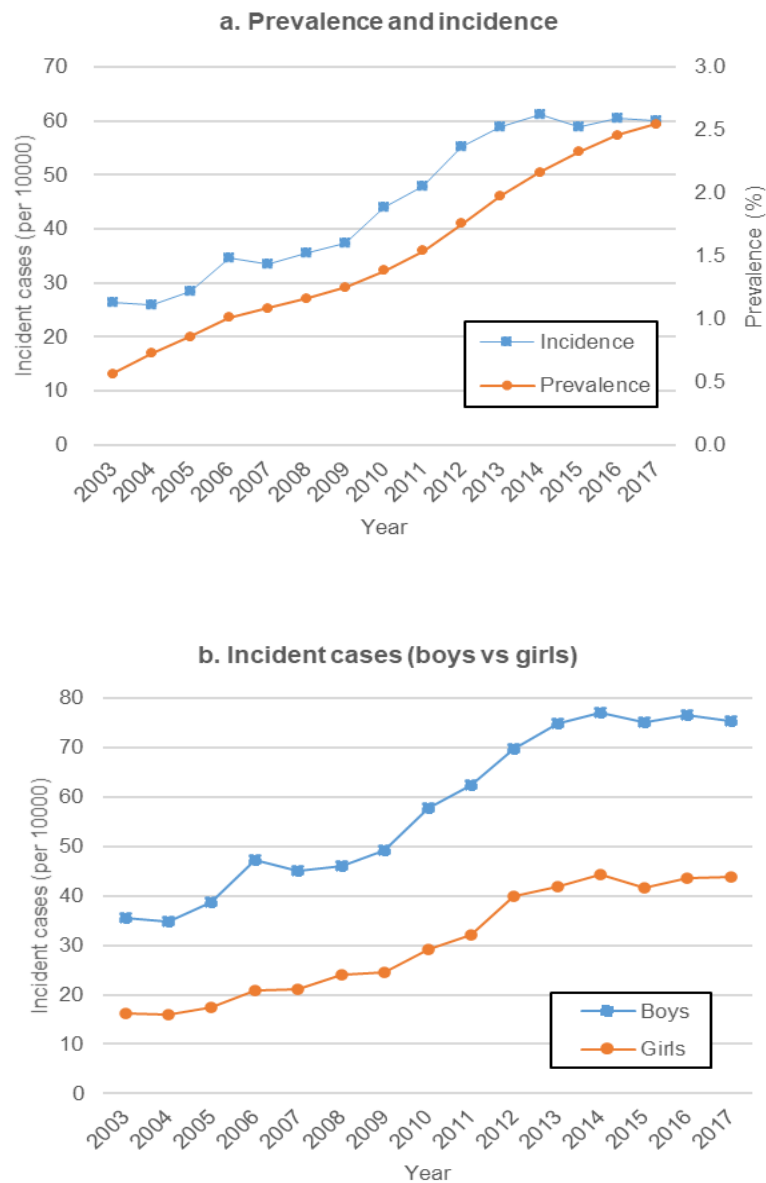 a. Prevalence and incidence
70
60
50
40
30
20
10
0
Incident cases (per 10000)
3.0
2.5
2.0
1.5
1.0
0.5
0.0
Prevalence (%)
Incidence
Prevalence
2003 2004 2005 2006 2007 2008 2009 2010 2011 2012 2013 2014 2015 2016 2017
Year
b. Incident cases (boys vs girls)
80
70
60
50
40
30
20
10
0
Incident cases (per 10000)
Boys
Girls
2003 2004 2005 2006 2007 2008 2009 2010 2011 2012 2013 2014 2015 2016 2017
Year